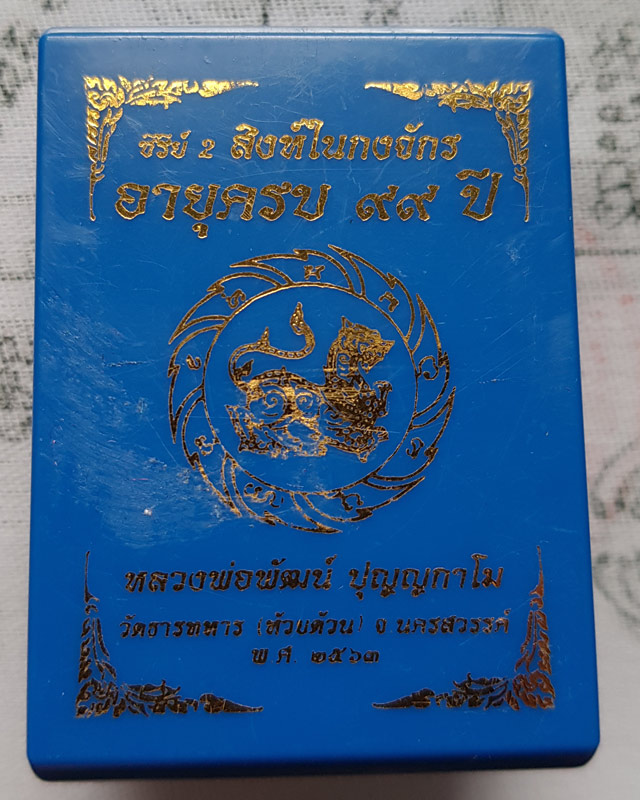 ซีรีย์ 2 สิงห์ในกงจักร
อายุครบ ๙๙ ปี
หลวงพ่อพัฒน์ ปุญญกาโม
วัดธารทหาร (ห้วยด้วน) จ.นครสวรรค์
พ.ศ. ๒๕๖๓